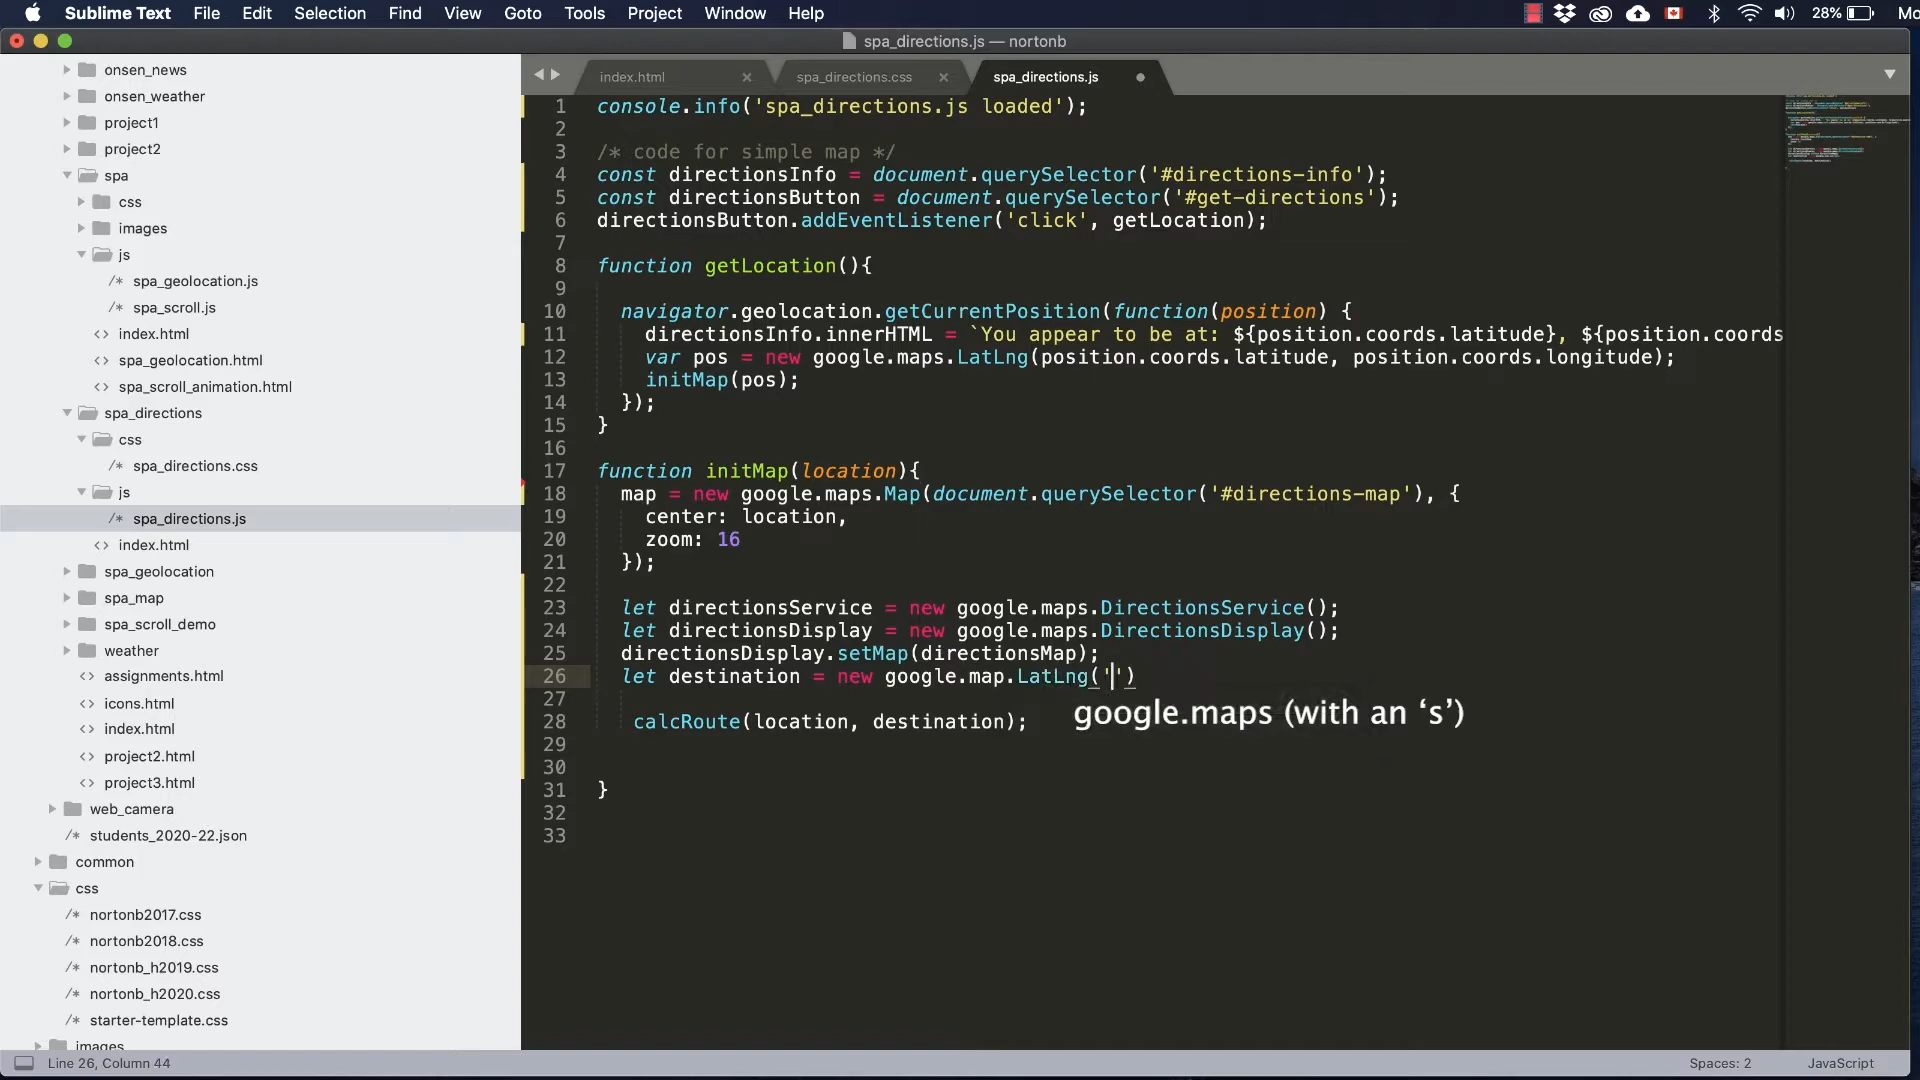 Sublime Text File Edit Selection Find View Goto Tools Project Window Help 28% Mo
spa_directions.js — nortonb
onsen_news
onsen_weather
project1
project2
spa
css
images
js
/* spa_geolocation.js
/* spa_scroll.js
<> index.html
<> spa_geolocation.html
<> spa_scroll_animation.html
spa_directions
css
/* spa_directions.css
js
/* spa_directions.js
<> index.html
spa_geolocation
spa_map
spa_scroll_demo
weather
<> assignments.html
<> icons.html
<> index.html
<> project2.html
<> project3.html
web_camera
/* students_2020-22.json
common
css
/* nortonb2017.css
/* nortonb2018.css
/* nortonb_h2019.css
/* nortonb_h2020.css
/* starter-template.css
images
index.html × spa_directions.css × spa_directions.js
1 console.info('spa_directions.js loaded');
2
3 /* code for simple map */
4 const directionsInfo = document.querySelector('#directions-info');
5 const directionsButton = document.querySelector('#get-directions');
6 directionsButton.addEventListener('click', getLocation);
7
8 function getLocation(){
9
10 navigator.geolocation.getCurrentPosition(function(position) {
11 directionsInfo.innerHTML = `You appear to be at: ${position.coords.latitude}, ${position.coords
12 var pos = new google.maps.LatLng(position.coords.latitude, position.coords.longitude);
13 initMap(pos);
14 });
15 }
16
17 function initMap(location){
18 map = new google.maps.Map(document.querySelector('#directions-map'), {
19 center: location,
20 zoom: 16
21 });
22
23 let directionsService = new google.maps.DirectionsService();
24 let directionsDisplay = new google.maps.DirectionsDisplay();
25 directionsDisplay.setMap(directionsMap);
26 let destination = new google.map.LatLng('')
27
google.maps (with an ‘s’)
28 calcRoute(location, destination);
29
30
31 }
32
33
Line 26, Column 44 Spaces: 2 JavaScript